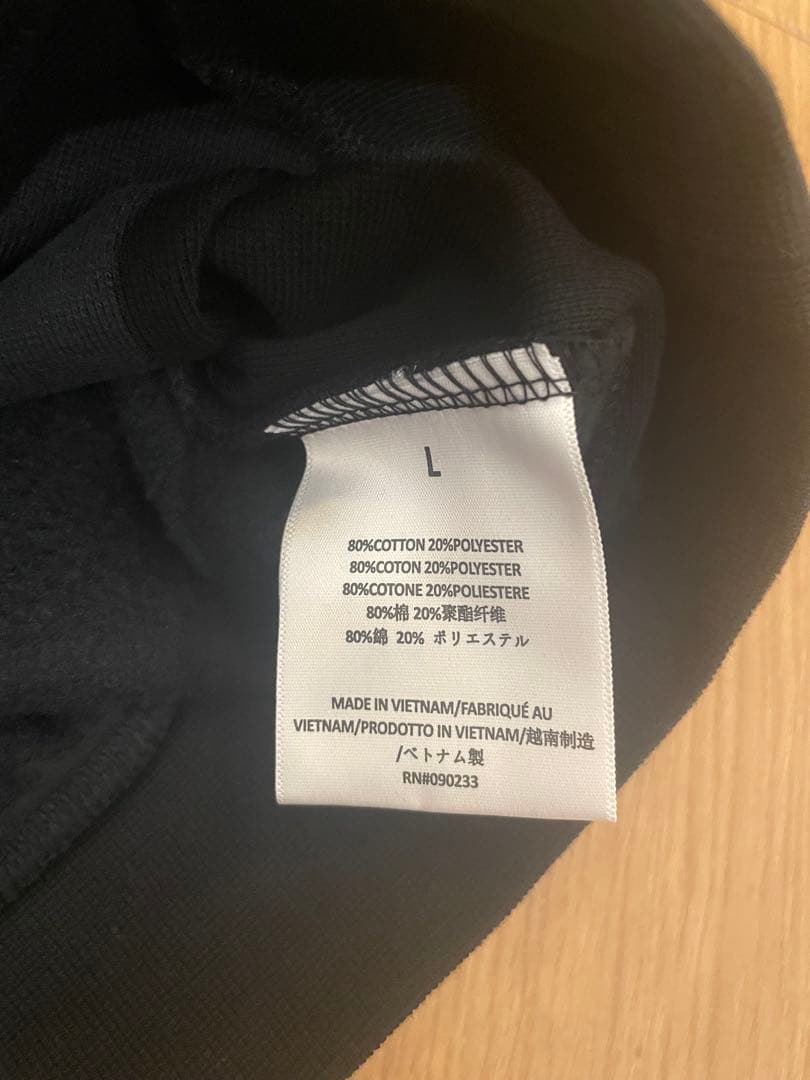 L
80%COTTON 20%POLYESTER
80%COTON 20%POLYESTER
80%COTONE 20%POLIESTERE
80%棉 20%聚酯纤维
80%綿 20% ポリエステル
MADE IN VIETNAM/FABRIQUÉ AU
VIETNAM/PRODOTTO IN VIETNAM/越南制造
/ベトナム製
RN#090233